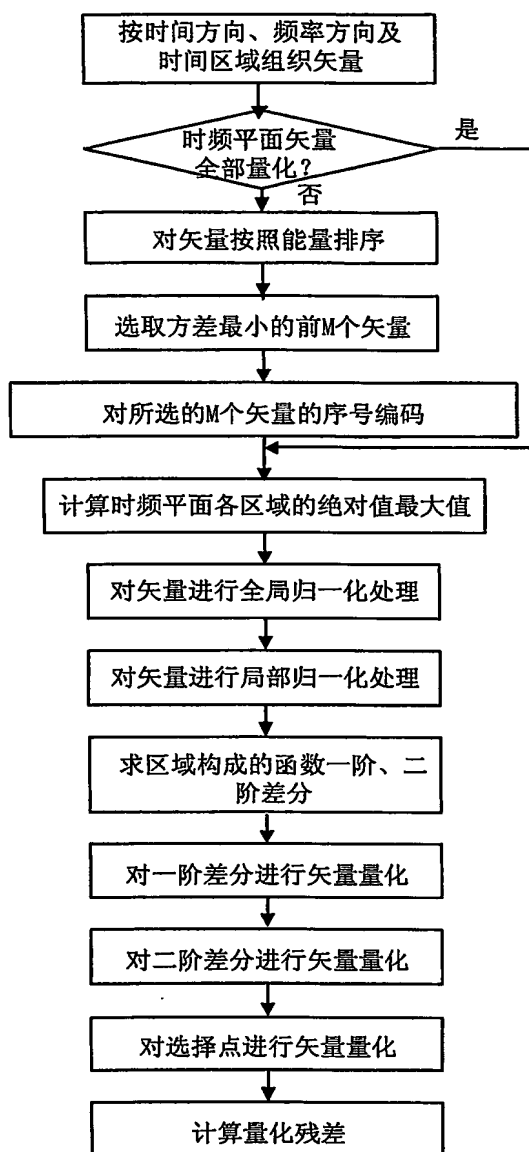 按时间方向、频率方向及
时间区域组织矢量
时频平面矢量
全部量化?
是
否
对矢量按照能量排序
选取方差最小的前M个矢量
对所选的M个矢量的序号编码
计算时频平面各区域的绝对值最大值
对矢量进行全局归一化处理
对矢量进行局部归一化处理
求区域构成的函数一阶、二
阶差分
对一阶差分进行矢量量化
对二阶差分进行矢量量化
对选择点进行矢量量化
计算量化残差